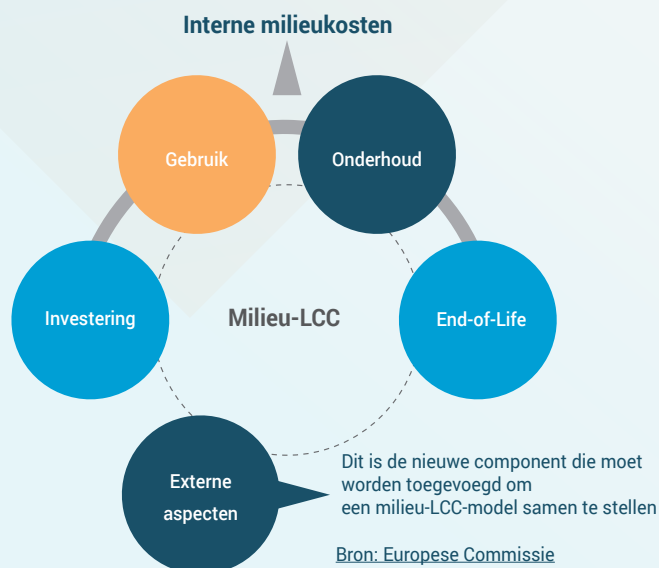 Interne milieukosten
Gebruik
Onderhoud
Investering
Milieu-LCC
End-of-Life
Externe
aspecten
Dit is de nieuwe component die moet
worden toegevoegd om
een milieu-LCC-model samen te stellen
Bron: Europese Commissie